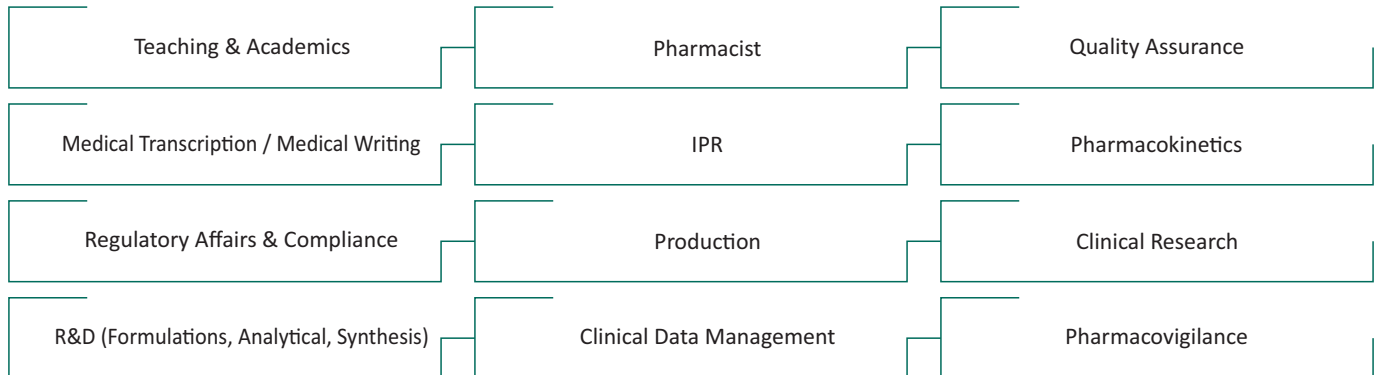 Teaching & Academics
Pharmacist
Quality Assurance
Medical Transcription / Medical Writing
IPR
Pharmacokinetics
Regulatory Affairs & Compliance
Production
Clinical Research
R&D (Formulations, Analytical, Synthesis)
Clinical Data Management
Pharmacovigilance